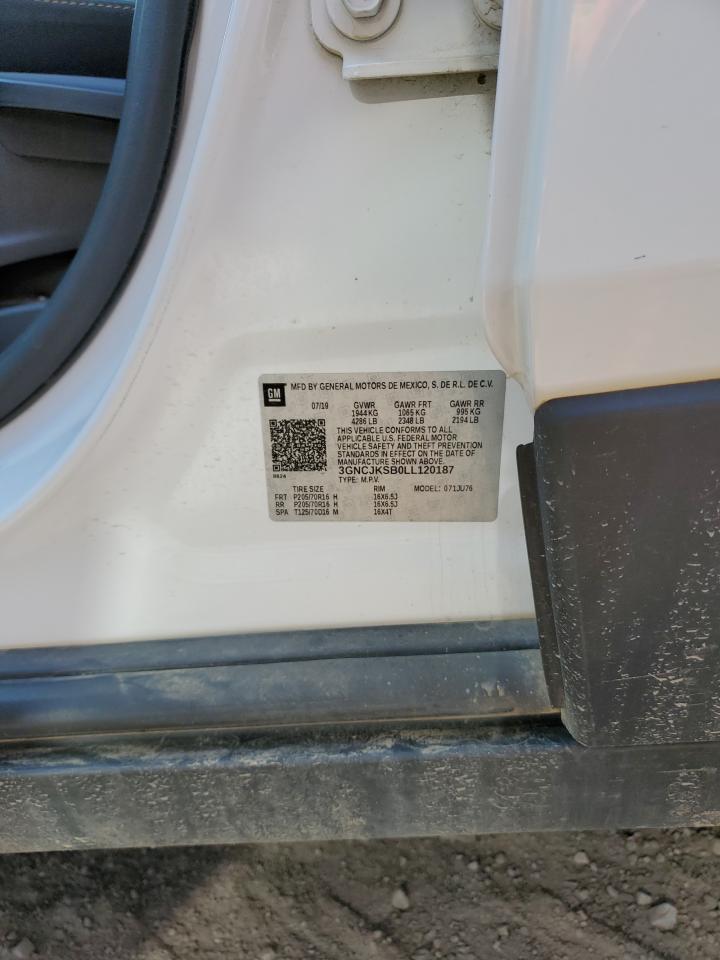 GM MFD BY GENERAL MOTORS DE MEXICO, S. DE R.L. DE C.V.
07/19 GVWR GAWR FRT GAWR RR
1944 KG 1065 KG 995 KG
4286 LB 2348 LB 2194 LB
THIS VEHICLE CONFORMS TO ALL
APPLICABLE U.S. FEDERAL MOTOR
VEHICLE SAFETY AND THEFT PREVENTION
STANDARDS IN EFFECT ON THE DATE OF
MANUFACTURE SHOWN ABOVE.
3GNCJKSB0LL120187
TYPE: M.P.V.
TIRE SIZE RIM MODEL: 071JU76
FRT P205/70R16 H 16X6.5J
RR P205/70R16 H 16X6.5J
SPA T125/70D16 M 16X4T